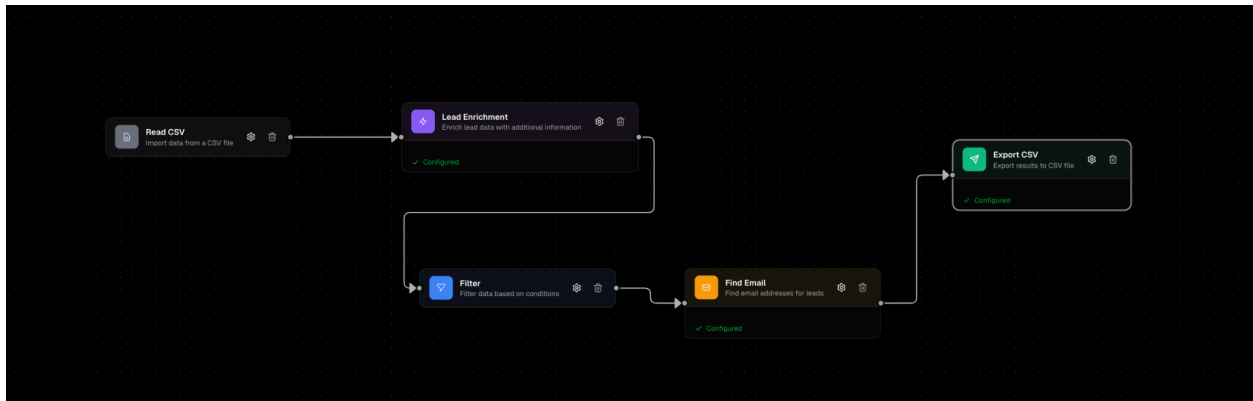 Read CSV
Import data from a CSV file
Lead Enrichment
Enrich lead data with additional information
Configured
Filter
Filter data based on conditions
Find Email
Find email addresses for leads
Configured
Export CSV
Export results to CSV file
Configured